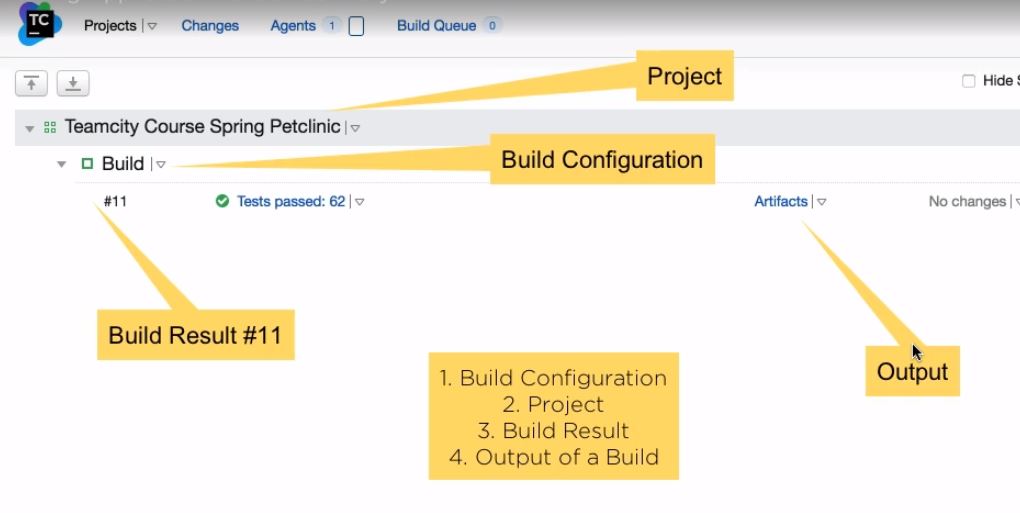 TC
Projects
Changes
Agents 1
Build Queue 0
Project
Hide
Teamcity Course Spring Petclinic
Build Configuration
Build
#11
Tests passed: 62
Artifacts
No changes
Build Result #11
Output
1. Build Configuration
2. Project
3. Build Result
4. Output of a Build